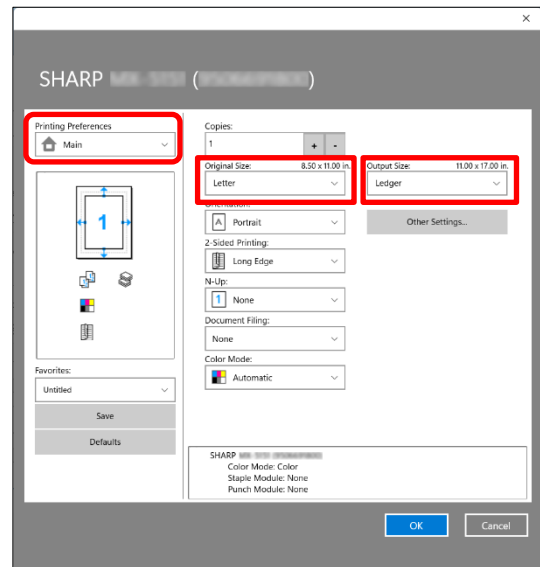 SHARP ( )
Printing Preferences
Main
1
Favorites:
Untitled
Save
Defaults
Copies:
1
+ -
Original Size: 8.50 x 11.00 in.
Letter
Output Size: 11.00 x 17.00 in.
Ledger
Orientation:
Portrait
Other Settings...
2-Sided Printing:
Long Edge
N-Up:
1 None
Document Filing:
None
Color Mode:
Automatic
SHARP
Color Mode: Color
Staple Module: None
Punch Module: None
OK
Cancel